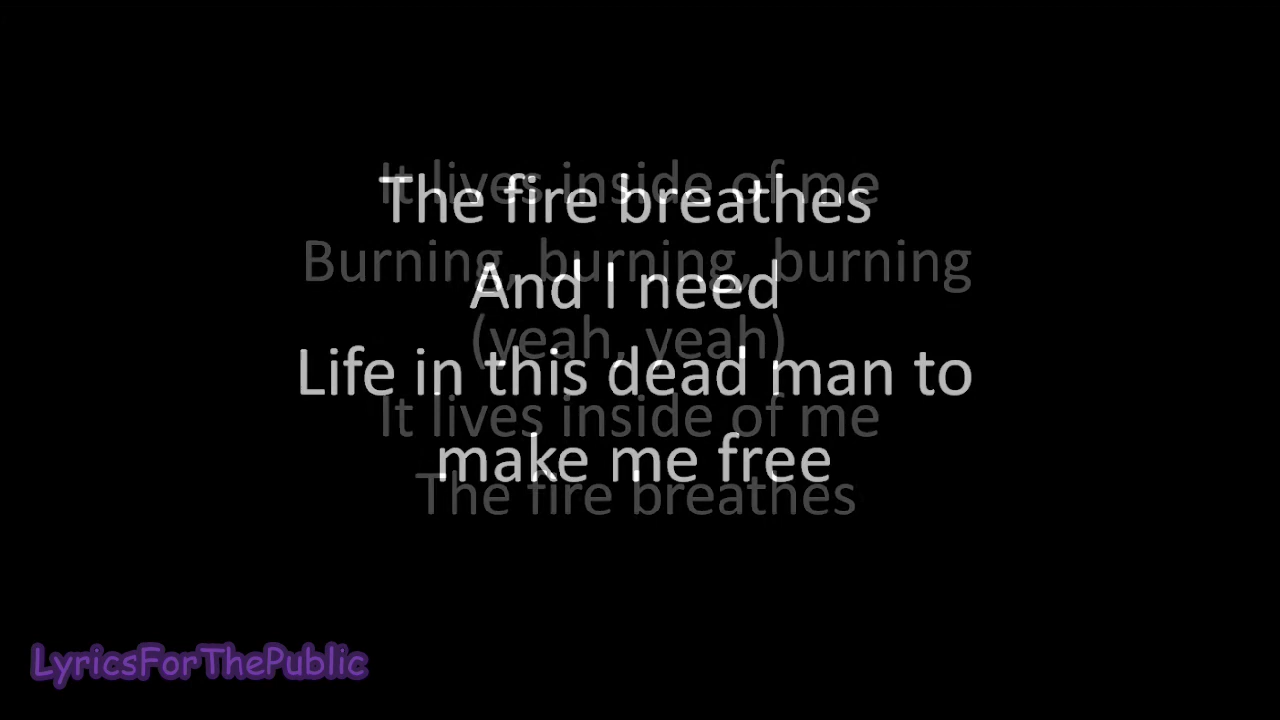 It lives inside of me
The fire breathes
Burning, burning, burning
And I need
(yeah, yeah)
Life in this dead man to
It lives inside of me
make me free
The fire breathes
LyricsForThePublic